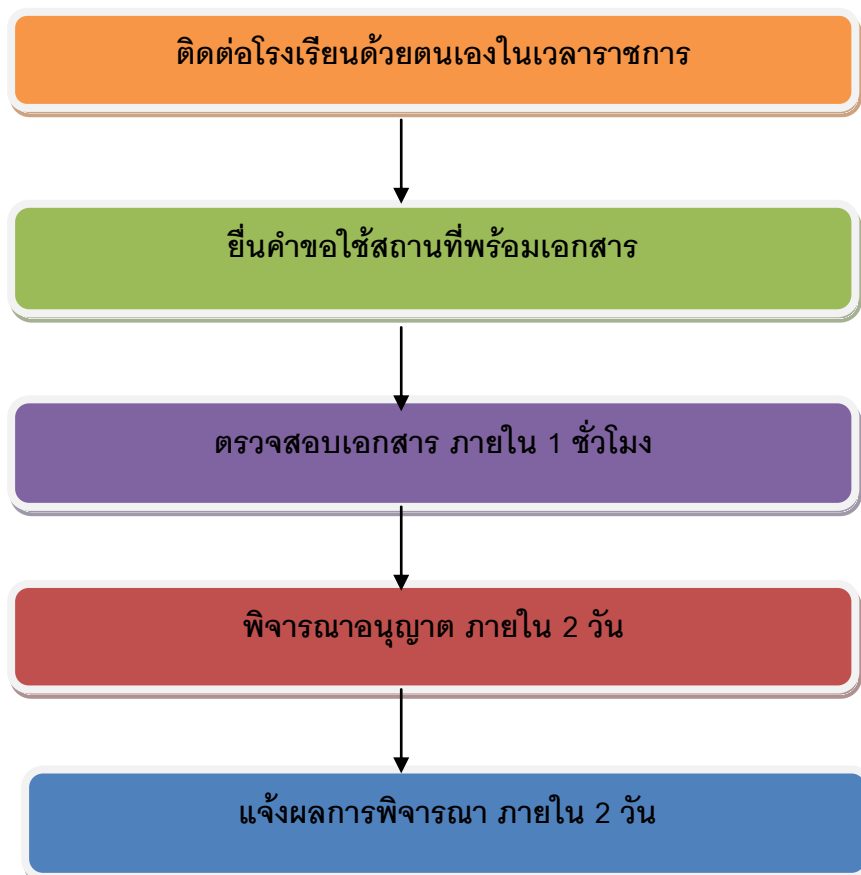 ติดต่อโรงเรียนด้วยตนเองในเวลาราชการ
ยื่นคำขอใช้สถานที่พร้อมเอกสาร
ตรวจสอบเอกสาร ภายใน 1 ชั่วโมง
พิจารณาอนุญาต ภายใน 2 วัน
แจ้งผลการพิจารณา ภายใน 2 วัน